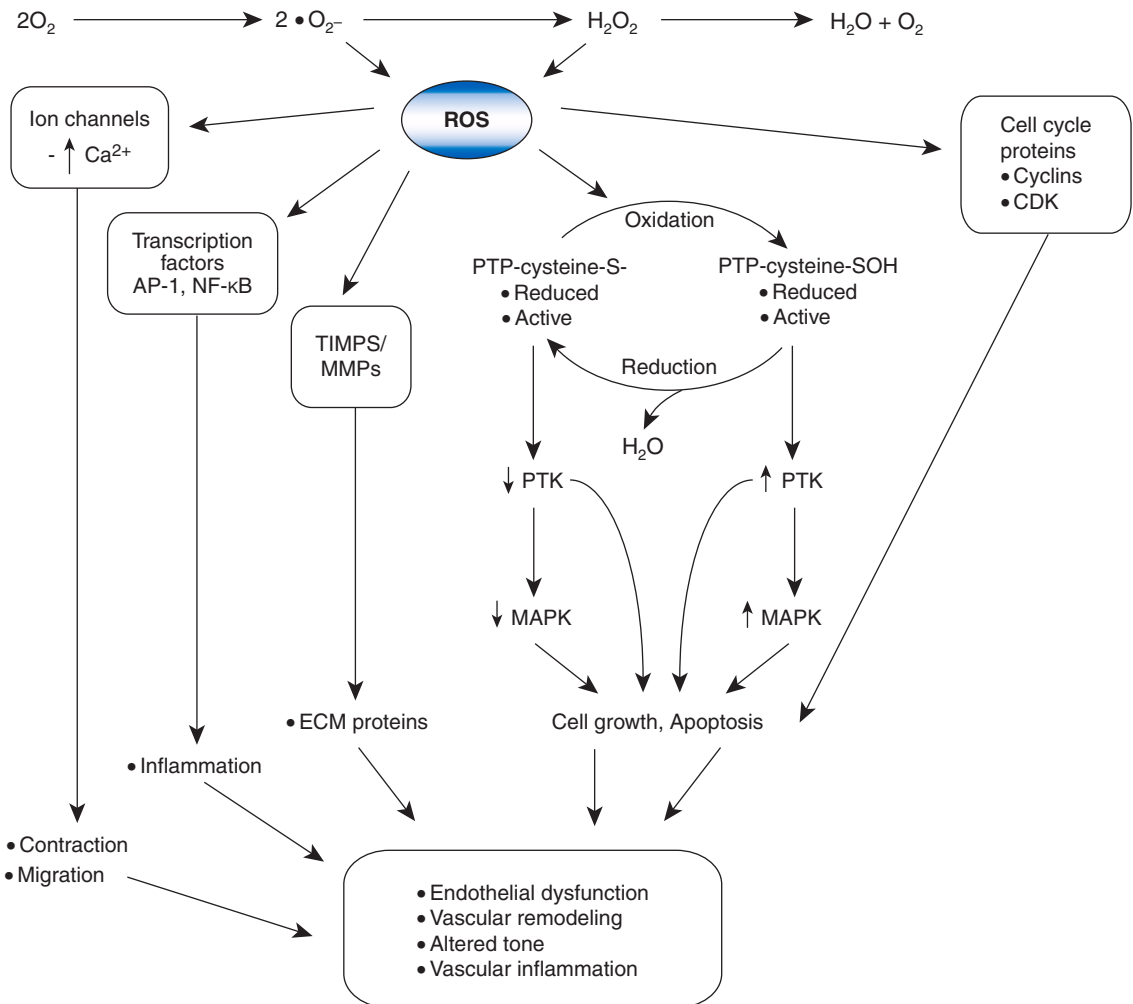 2O₂
2 •O₂–
H₂O₂
H₂O + O₂
ROS
Ion channels
- ↑ Ca²⁺
Cell cycle
proteins
• Cyclins
• CDK
Transcription
factors
AP-1, NF-κB
Oxidation
PTP-cysteine-S-
• Reduced
• Active
PTP-cysteine-SOH
• Reduced
• Active
TIMPS/
MMPs
Reduction
H₂O
↓ PTK
↑ PTK
↓ MAPK
↑ MAPK
• ECM proteins
Cell growth, Apoptosis
• Inflammation
• Contraction
• Migration
• Endothelial dysfunction
• Vascular remodeling
• Altered tone
• Vascular inflammation